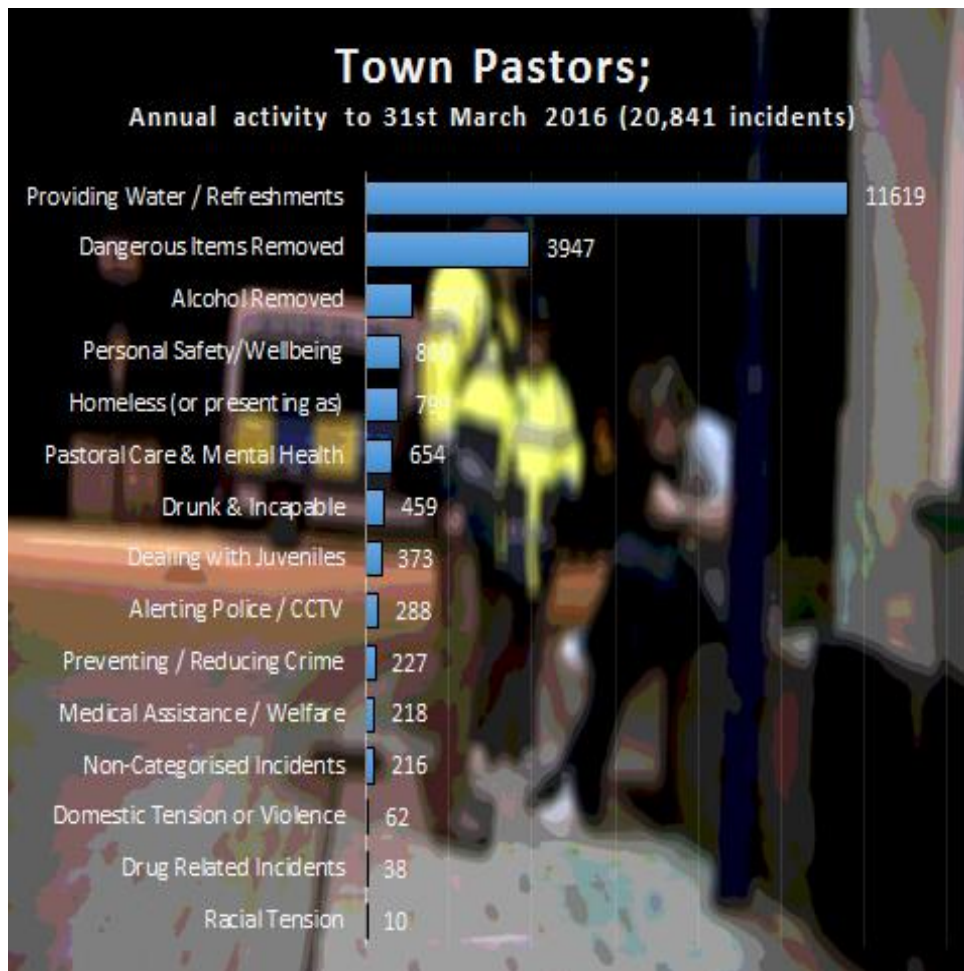 Town Pastors;
Annual activity to 31st March 2016 (20,841 incidents)
Providing Water / Refreshments 11619
Dangerous Items Removed 3947
Alcohol Removed
Personal Safety/Wellbeing
Homeless (or presenting as)
Pastoral Care & Mental Health 654
Drunk & Incapable 459
Dealing with Juveniles 373
Alerting Police / CCTV 288
Preventing / Reducing Crime 227
Medical Assistance / Welfare 218
Non-Categorised Incidents 216
Domestic Tension or Violence 62
Drug Related Incidents 38
Racial Tension 10